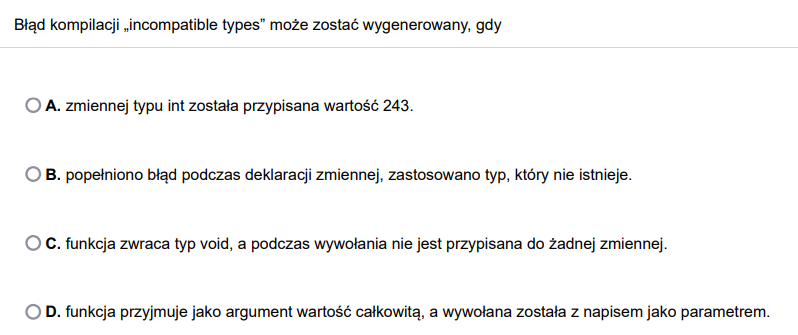 Błąd kompilacji „incompatible types” może zostać wygenerowany, gdy
A. zmiennej typu int została przypisana wartość 243.
B. popełniono błąd podczas deklaracji zmiennej, zastosowano typ, który nie istnieje.
C. funkcja zwraca typ void, a podczas wywołania nie jest przypisana do żadnej zmiennej.
D. funkcja przyjmuje jako argument wartość całkowitą, a wywołana została z napisem jako parametrem.